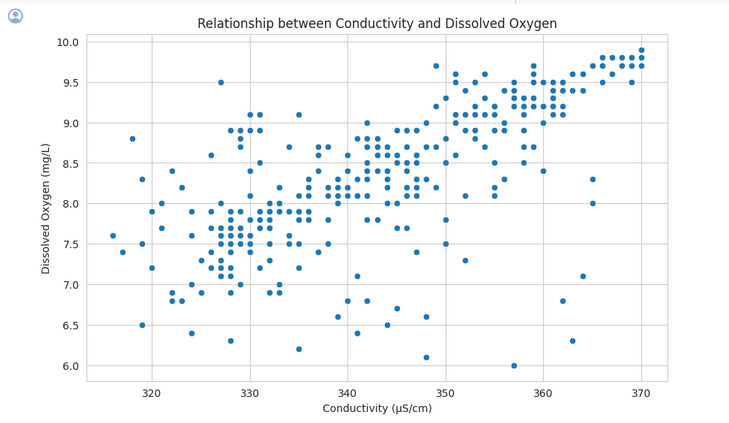 Relationship between Conductivity and Dissolved Oxygen
Dissolved Oxygen (mg/L)
10.0
9.5
9.0
8.5
8.0
7.5
7.0
6.5
6.0
320 330 340 350 360 370
Conductivity (µS/cm)